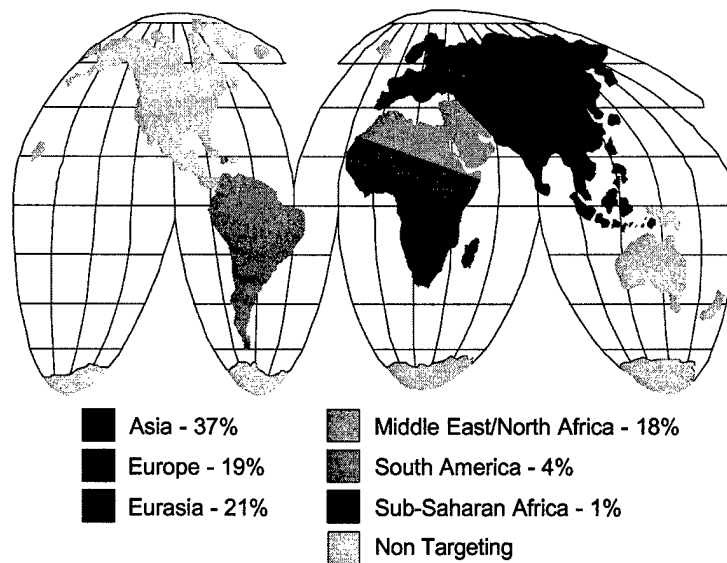 Asia - 37%
Europe - 19%
Eurasia - 21%
Middle East/North Africa - 18%
South America - 4%
Sub-Saharan Africa - 1%
Non Targeting